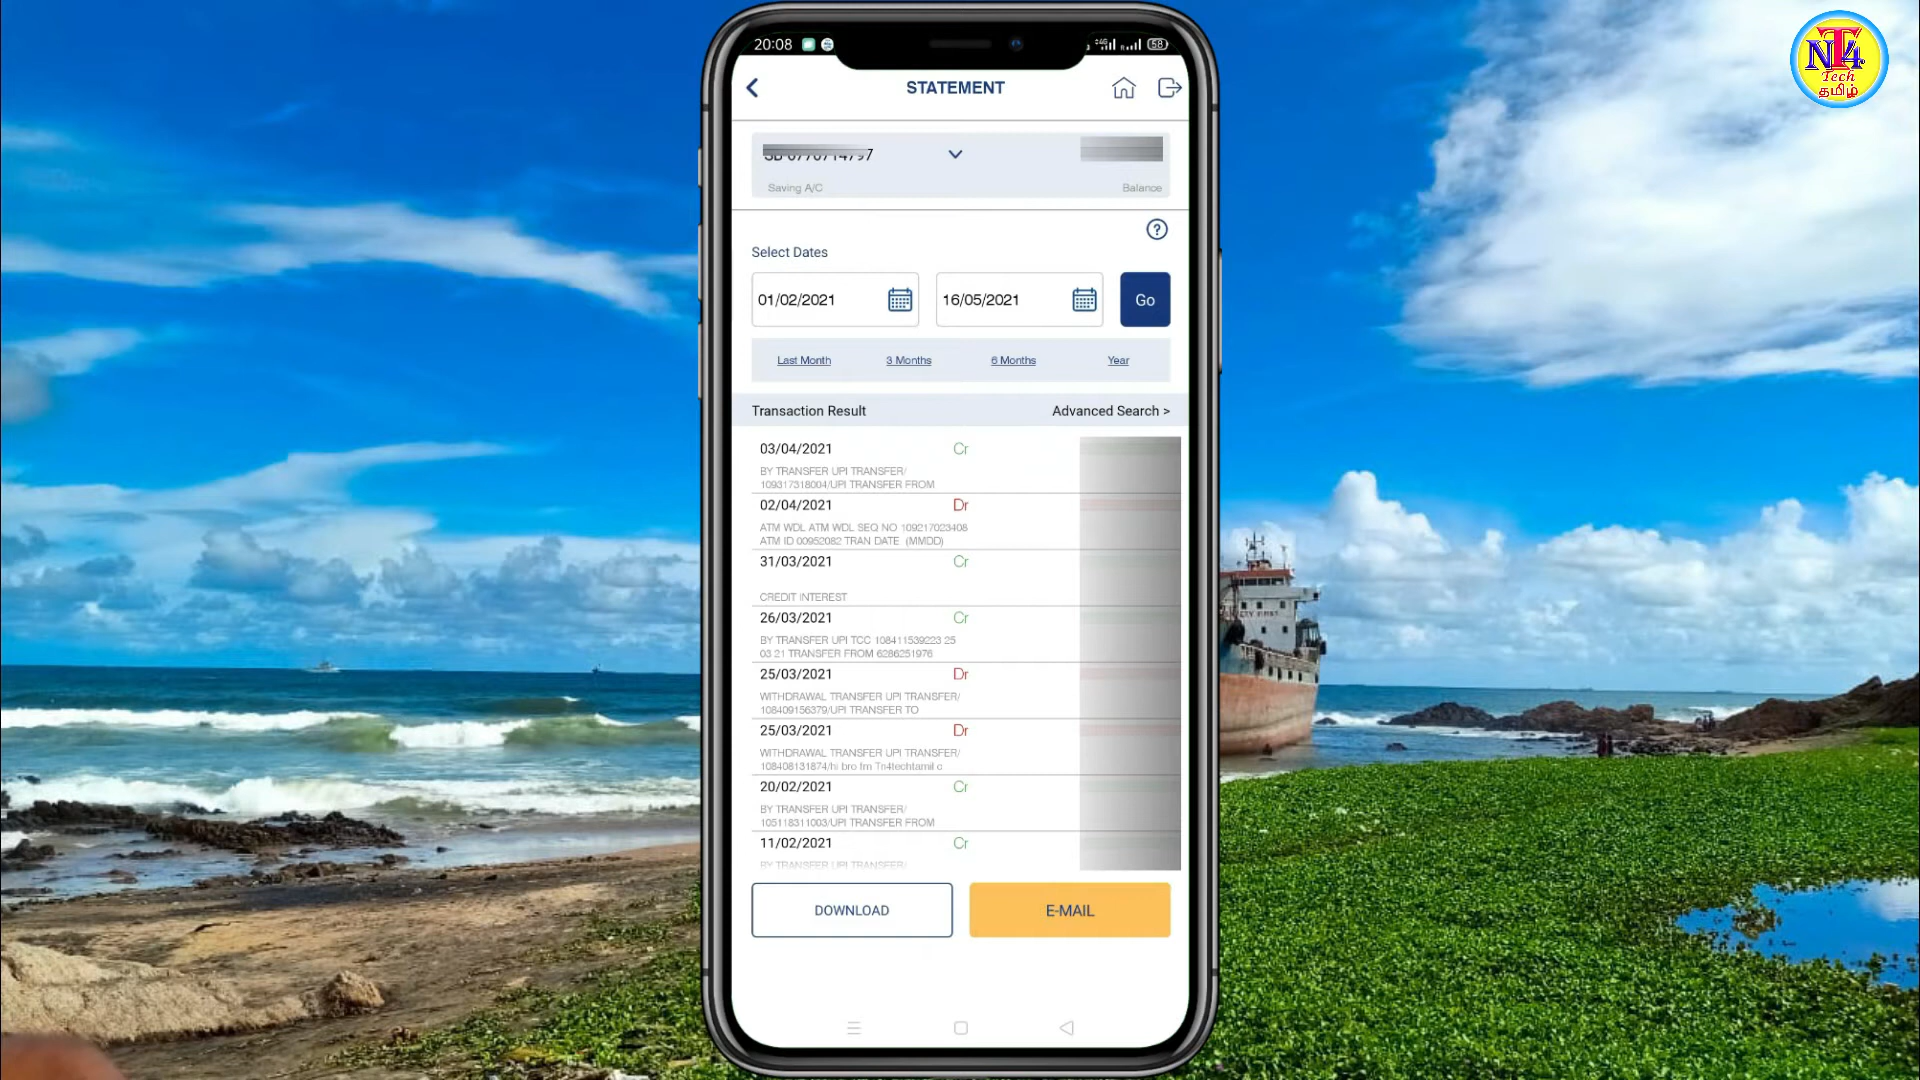 NT4
Tech
தமிழ்
20:08
58
STATEMENT
Saving A/C
Balance
Select Dates
01/02/2021
16/05/2021
Go
Last Month
3 Months
6 Months
Year
Transaction Result
Advanced Search >
03/04/2021
Cr
BY TRANSFER UPI TRANSFER/
109317318004/UPI TRANSFER FROM
02/04/2021
Dr
ATM WDL ATM WDL SEQ NO 109217023408
ATM ID 00952082 TRAN DATE (MMDD)
31/03/2021
Cr
CREDIT INTEREST
26/03/2021
Cr
BY TRANSFER UPI TCC 108411539223 25
03 21 TRANSFER FROM 6286251976
25/03/2021
Dr
WITHDRAWAL TRANSFER UPI TRANSFER/
108409156379/UPI TRANSFER TO
25/03/2021
Dr
WITHDRAWAL TRANSFER UPI TRANSFER/
108408131874/hi bro frn Tn4techtamil c
20/02/2021
Cr
BY TRANSFER UPI TRANSFER/
105118311003/UPI TRANSFER FROM
11/02/2021
Cr
BY TRANSFER UPI TRANSFER/
DOWNLOAD
E-MAIL